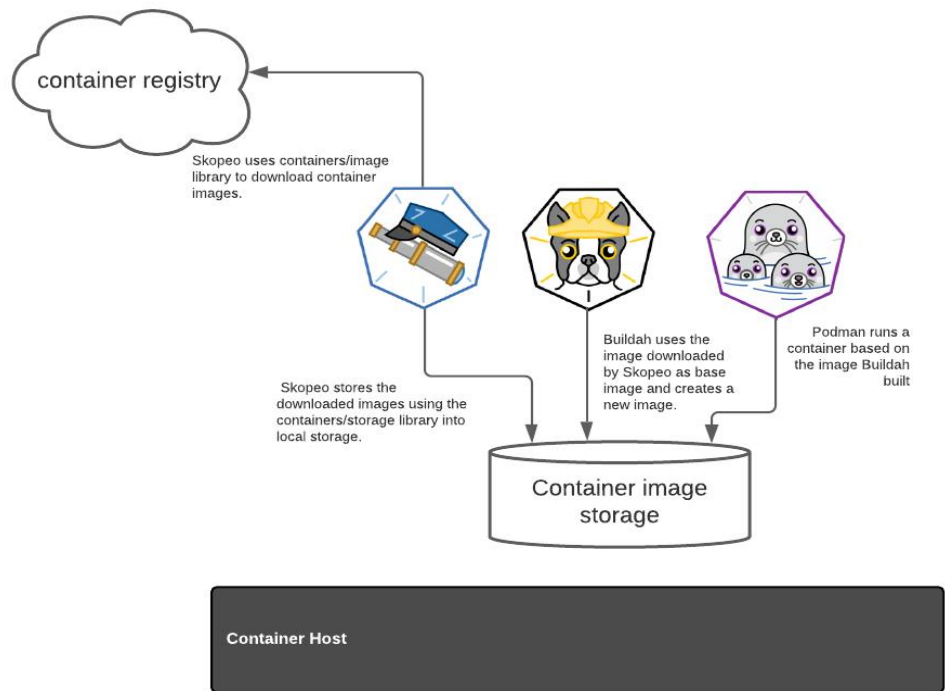 container registry
Skopeo uses containers/image
library to download container
images.
Buildah uses the
image downloaded
by Skopeo as base
image and creates a
new image.
Podman runs a
container based on
the image Buildah
built
Skopeo stores the
downloaded images using the
containers/storage library into
local storage.
Container image
storage
Container Host